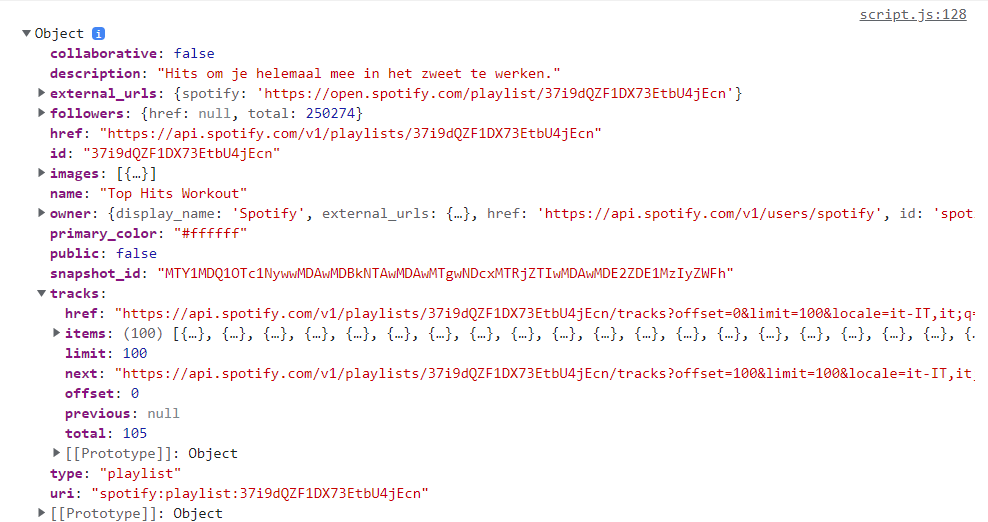 script.js:128
Object i
collaborative: false
description: "Hits om je helemaal mee in het zweet te werken."
external_urls: {spotify: 'https://open.spotify.com/playlist/37i9dQZF1DX73EtbU4jEcn'}
followers: {href: null, total: 250274}
href: "https://api.spotify.com/v1/playlists/37i9dQZF1DX73EtbU4jEcn"
id: "37i9dQZF1DX73EtbU4jEcn"
images: [{…}]
name: "Top Hits Workout"
owner: {display_name: 'Spotify', external_urls: {…}, href: 'https://api.spotify.com/v1/users/spotify', id: 'spot
primary_color: "#ffffff"
public: false
snapshot_id: "MTY1MDQ1OTc1NywwMDAwMDBkNTAwMDAwMTgwNDcxMTRjZTIwMDAwMDE2ZDE1MzIyZWFh"
tracks:
href: "https://api.spotify.com/v1/playlists/37i9dQZF1DX73EtbU4jEcn/tracks?offset=0&limit=100&locale=it-IT,it;q=
items: (100) [{…}, {…}, {…}, {…}, {…}, {…}, {…}, {…}, {…}, {…}, {…}, {…}, {…}, {…}, {…}, {…}, {…}, {…}, {…}, {…
limit: 100
next: "https://api.spotify.com/v1/playlists/37i9dQZF1DX73EtbU4jEcn/tracks?offset=100&limit=100&locale=it-IT,it;
offset: 0
previous: null
total: 105
[[Prototype]]: Object
type: "playlist"
uri: "spotify:playlist:37i9dQZF1DX73EtbU4jEcn"
[[Prototype]]: Object